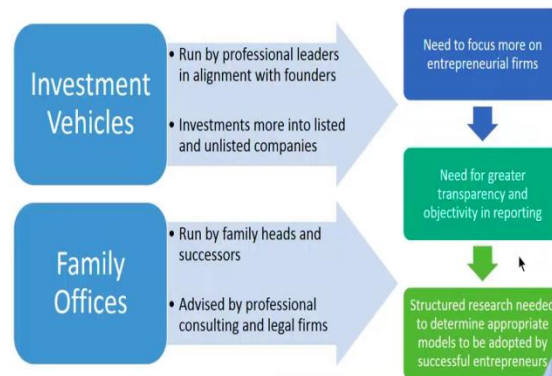 Investment
Vehicles
• Run by professional leaders
in alignment with founders
• Investments more into listed
and unlisted companies
Family
Offices
• Run by family heads and
successors
• Advised by professional
consulting and legal firms
Need to focus more on
entrepreneurial firms
Need for greater
transparency and
objectivity in reporting
Structured research needed
to determine appropriate
models to be adopted by
successful entrepreneurs